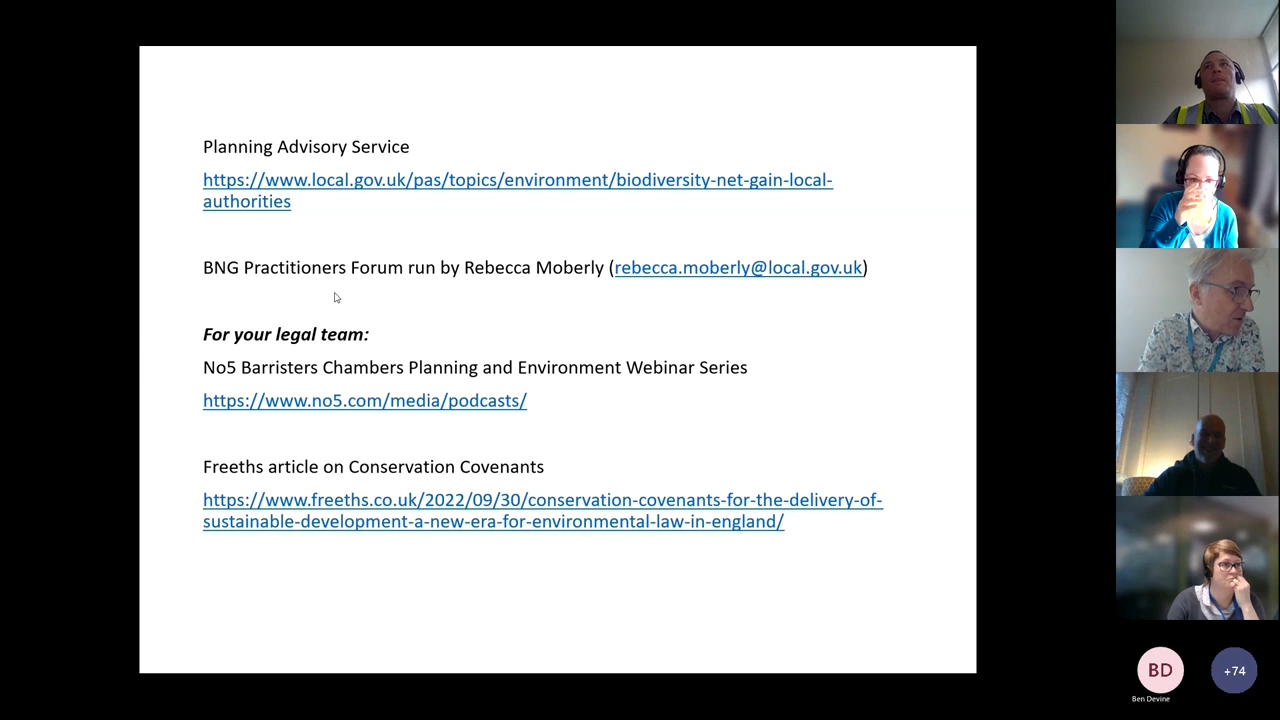 Planning Advisory Service
https://www.local.gov.uk/pas/topics/environment/biodiversity-net-gain-local-
authorities
BNG Practitioners Forum run by Rebecca Moberly (rebecca.moberly@local.gov.uk)
For your legal team:
No5 Barristers Chambers Planning and Environment Webinar Series
https://www.no5.com/media/podcasts/
Freeths article on Conservation Covenants
https://www.freeths.co.uk/2022/09/30/conservation-covenants-for-the-delivery-of-
sustainable-development-a-new-era-for-environmental-law-in-england/
BD
+74
Ben Devine